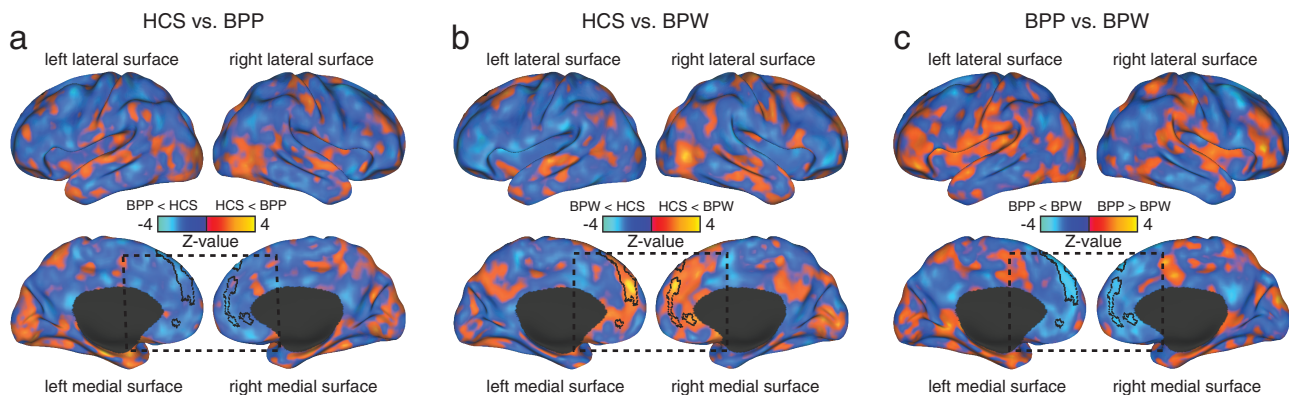 HCS vs. BPP
a
left lateral surface right lateral surface
BPP < HCS HCS < BPP
-4 4
Z-value
left medial surface right medial surface
HCS vs. BPW
b
left lateral surface right lateral surface
BPW < HCS HCS < BPW
-4 4
Z-value
left medial surface right medial surface
BPP vs. BPW
c
left lateral surface right lateral surface
BPP < BPW BPP > BPW
-4 4
Z-value
left medial surface right medial surface